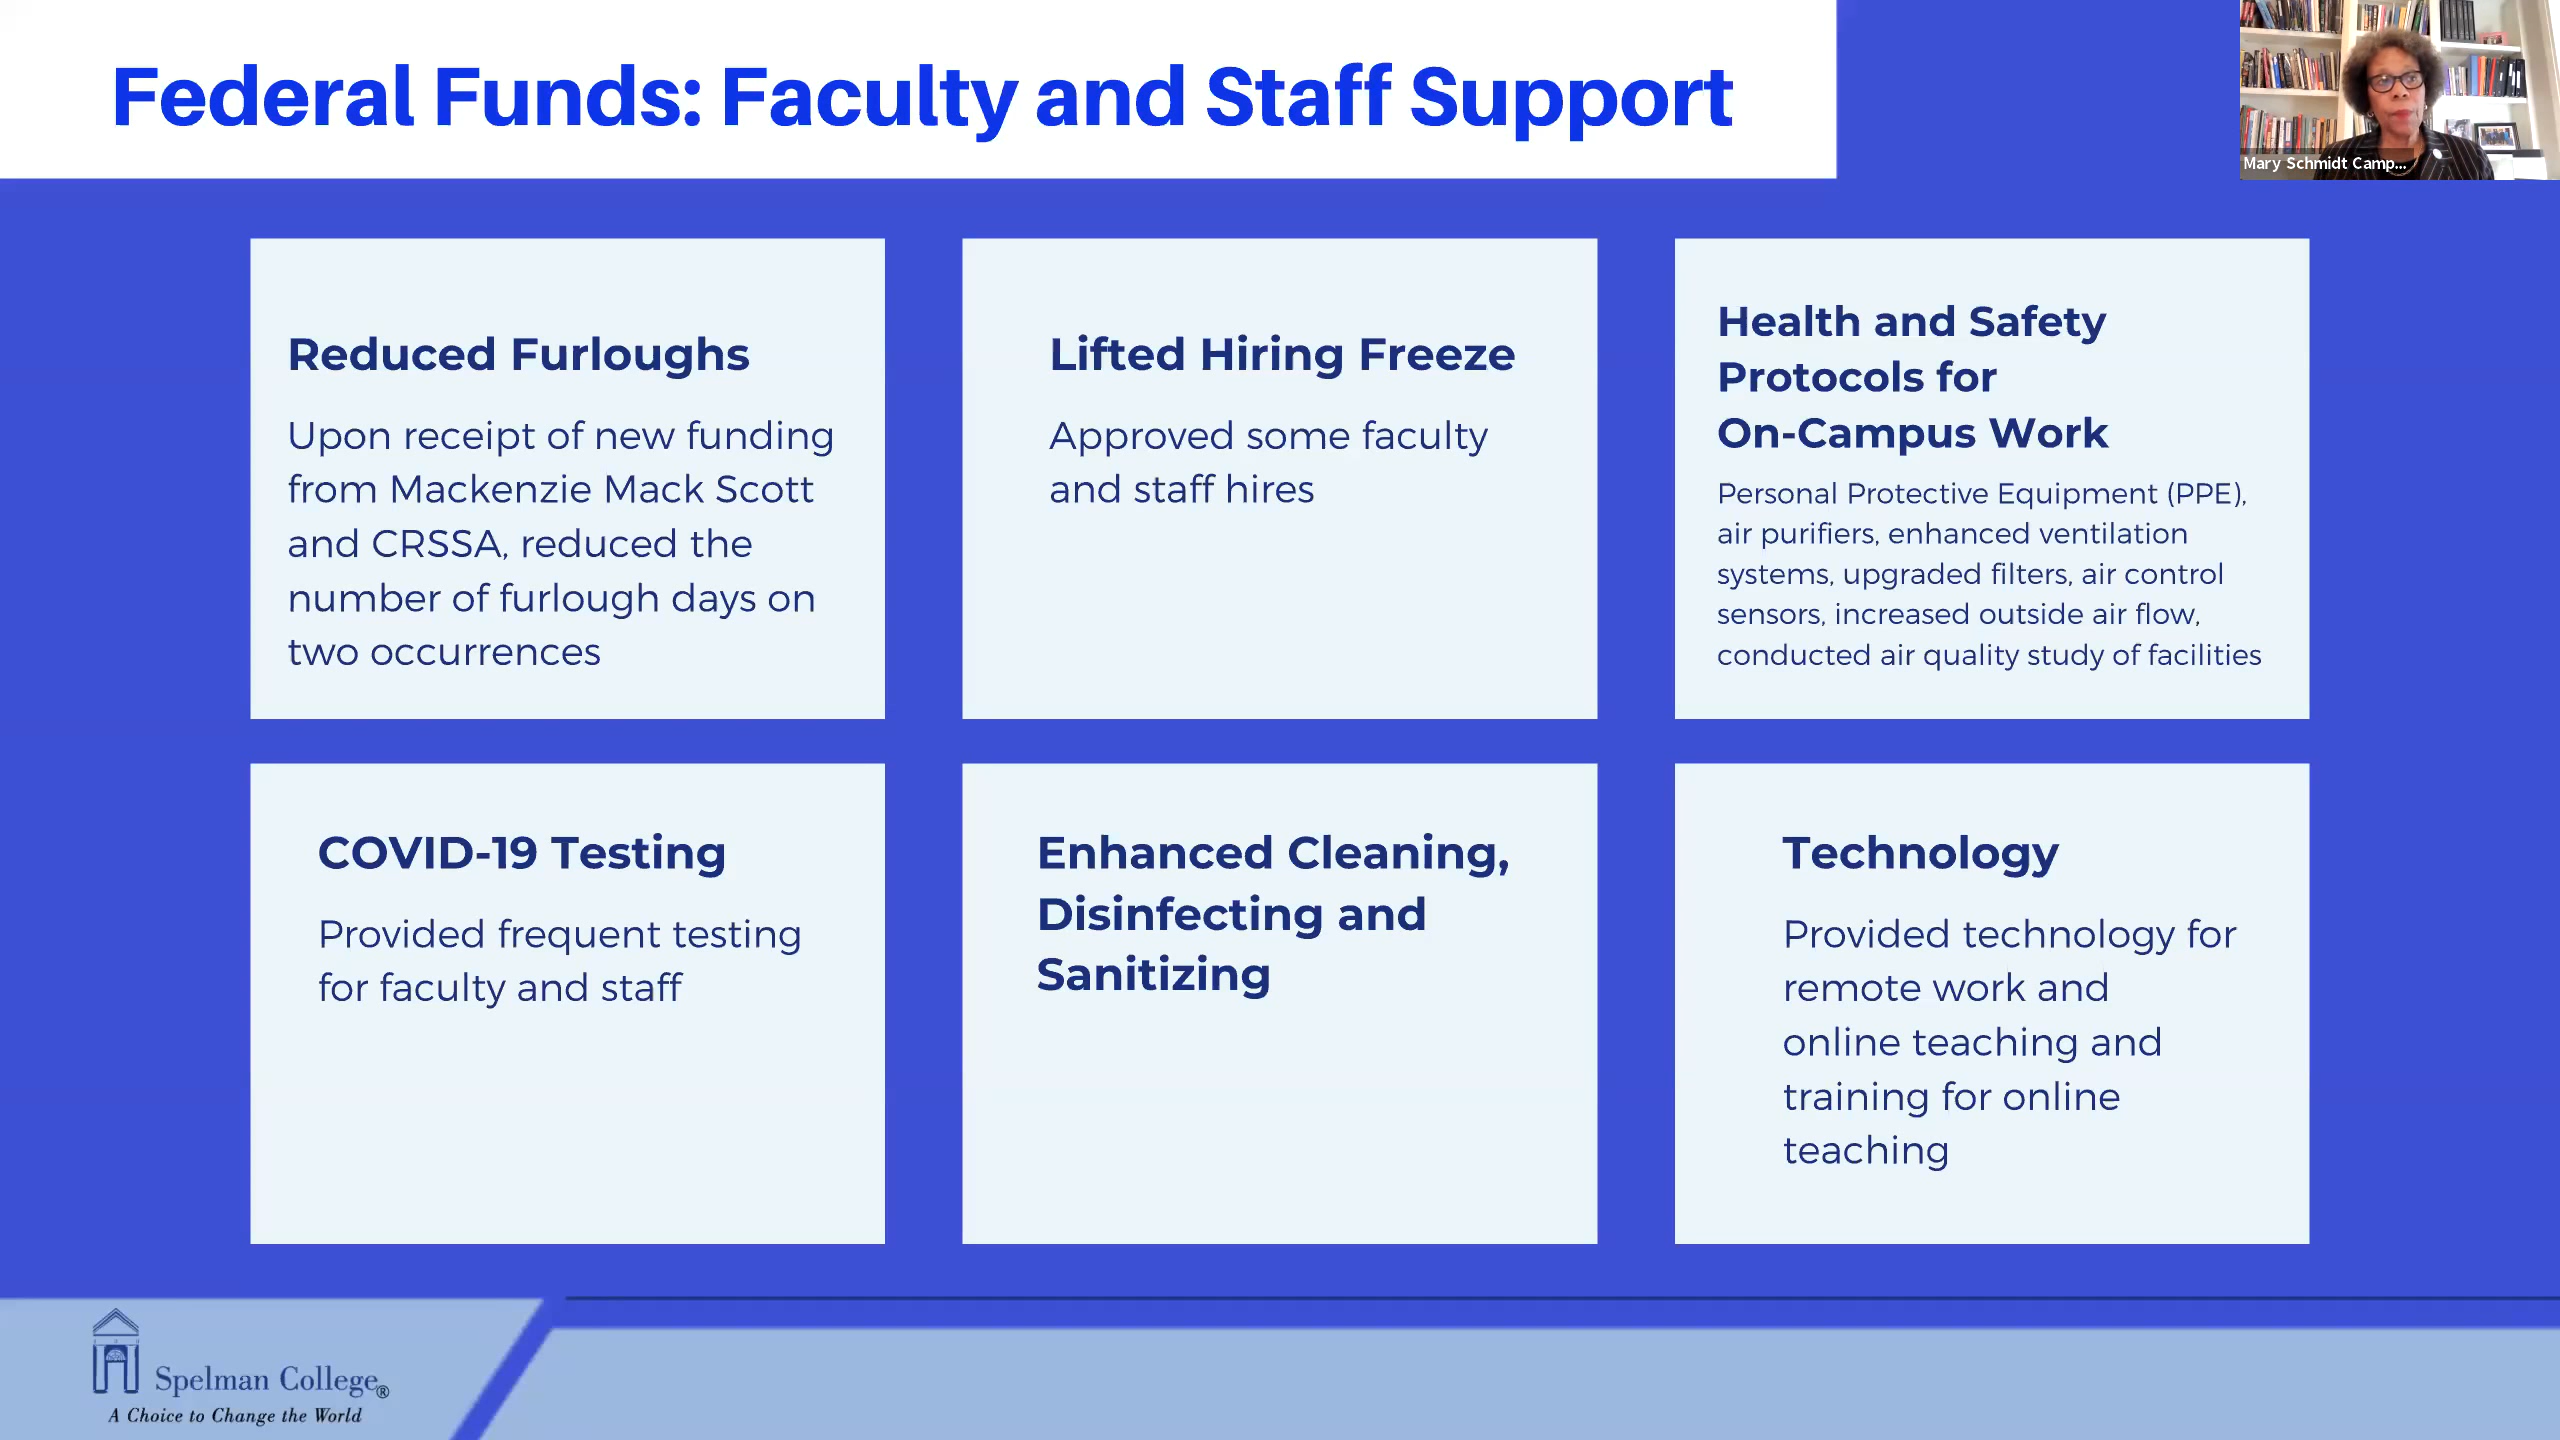 Federal Funds: Faculty and Staff Support
Mary Schmidt Camp...
Reduced Furloughs
Upon receipt of new funding
from Mackenzie Mack Scott
and CRSSA, reduced the
number of furlough days on
two occurrences
Lifted Hiring Freeze
Approved some faculty
and staff hires
Health and Safety
Protocols for
On-Campus Work
Personal Protective Equipment (PPE),
air purifiers, enhanced ventilation
systems, upgraded filters, air control
sensors, increased outside air flow,
conducted air quality study of facilities
COVID-19 Testing
Provided frequent testing
for faculty and staff
Enhanced Cleaning,
Disinfecting and
Sanitizing
Technology
Provided technology for
remote work and
online teaching and
training for online
teaching
Spelman College®
A Choice to Change the World